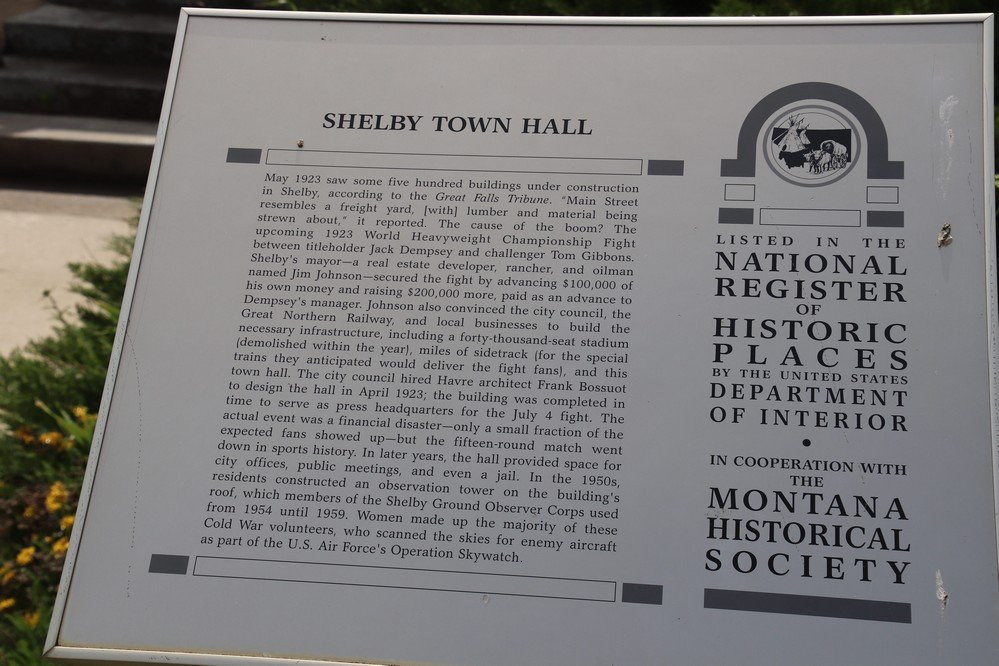 SHELBY TOWN HALL
May 1923 saw some five hundred buildings under construction
in Shelby, according to the Great Falls Tribune. "Main Street
resembles a freight yard, [with] lumber and material being
strewn about," it reported. The cause of the boom? The
upcoming 1923 World Heavyweight Championship Fight
between titleholder Jack Dempsey and challenger Tom Gibbons.
Shelby's mayor—a real estate developer, rancher, and oilman
named Jim Johnson—secured the fight by advancing $100,000 of
his own money and raising $200,000 more, paid as an advance to
Dempsey's manager. Johnson also convinced the city council, the
Great Northern Railway, and local businesses to build the
necessary infrastructure, including a forty-thousand-seat stadium
(demolished within the year), miles of sidetrack (for the special
trains they anticipated would deliver the fight fans), and this
town hall. The city council hired Havre architect Frank Bossuot
to design the hall in April 1923; the building was completed in
time to serve as press headquarters for the July 4 fight. The
actual event was a financial disaster—only a small fraction of the
expected fans showed up—but the fifteen-round match went
down in sports history. In later years, the hall provided space for
city offices, public meetings, and even a jail. In the 1950s,
residents constructed an observation tower on the building's
roof, which members of the Shelby Ground Observer Corps used
from 1954 until 1959. Women made up the majority of these
Cold War volunteers, who scanned the skies for enemy aircraft
as part of the U.S. Air Force's Operation Skywatch.
LISTED IN THE
NATIONAL
REGISTER
OF
HISTORIC
PLACES
BY THE UNITED STATES
DEPARTMENT
OF INTERIOR
•
IN COOPERATION WITH
THE
MONTANA
HISTORICAL
SOCIETY